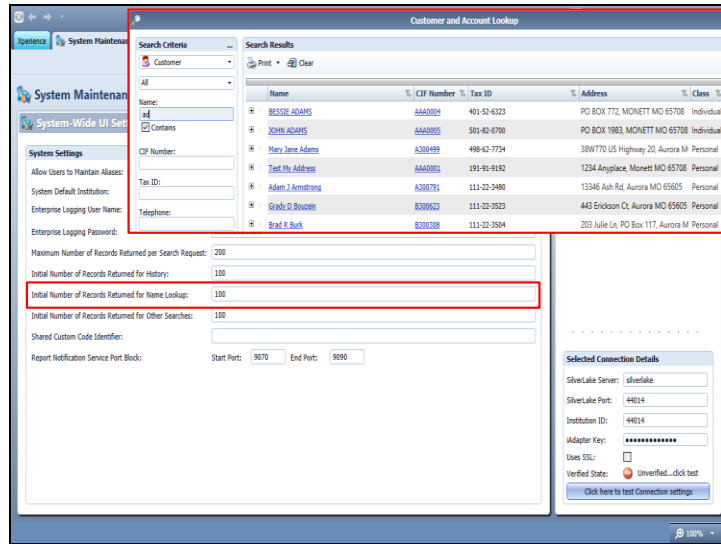 Customer and Account Lookup
Xperience
System Maintenan
Search Criteria
Search Results
Customer
Print
Clear
All
Name:
ad
Contains
CIF Number:
Tax ID:
Telephone:
Name CIF Number Tax ID Address Class
BESSIE ADAMS AAA0004 401-52-6323 PO BOX 772, MONETT MO 65708 Individual
JOHN ADAMS AAA0005 501-82-0700 PO BOX 1983, MONETT MO 65708 Individual
Mary Jane Adams A300499 498-62-7734 38W770 US Highway 20, Aurora M Personal
Test My Address AAA0001 191-91-9192 1234 Anyplace, Monett MO 65708 Personal
Adam J Armstrong A300791 111-22-3480 13346 Ash Rd, Aurora MO 65605 Personal
Grady D Bouzein B300623 111-22-3523 443 Erickson Ct, Aurora MO 65605 Personal
Brad R Burk B300308 111-22-3504 203 Julie Ln, PO Box 117, Aurora M Personal
System Maintenan
System-Wide UI Sett
System Settings
Allow Users to Maintain Aliases:
System Default Institution:
Enterprise Logging User Name:
Enterprise Logging Password:
Maximum Number of Records Returned per Search Request: 200
Initial Number of Records Returned for History: 100
Initial Number of Records Returned for Name Lookup: 100
Initial Number of Records Returned for Other Searches: 100
Shared Custom Code Identifier:
Report Notification Service Port Block: Start Port: 9070 End Port: 9090
Selected Connection Details
SilverLake Server: silverlake
SilverLake Port: 44014
Institution ID: 44014
iAdapter Key:
Uses SSL:
Verified State: Unverified...click test
Click here to test Connection settings
100%